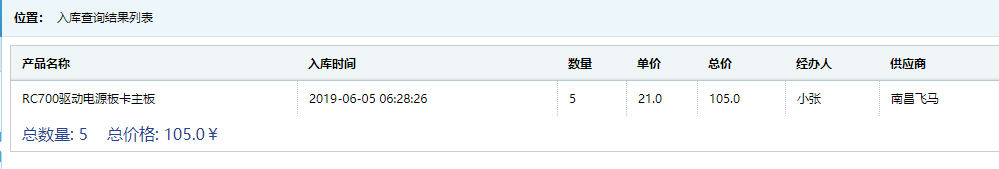 位置： 入库查询结果列表
产品名称 入库时间 数量 单价 总价 经办人 供应商
RC700驱动电源板卡主板 2019-06-05 06:28:26 5 21.0 105.0 小张 南昌飞马
总数量: 5 总价格: 105.0￥